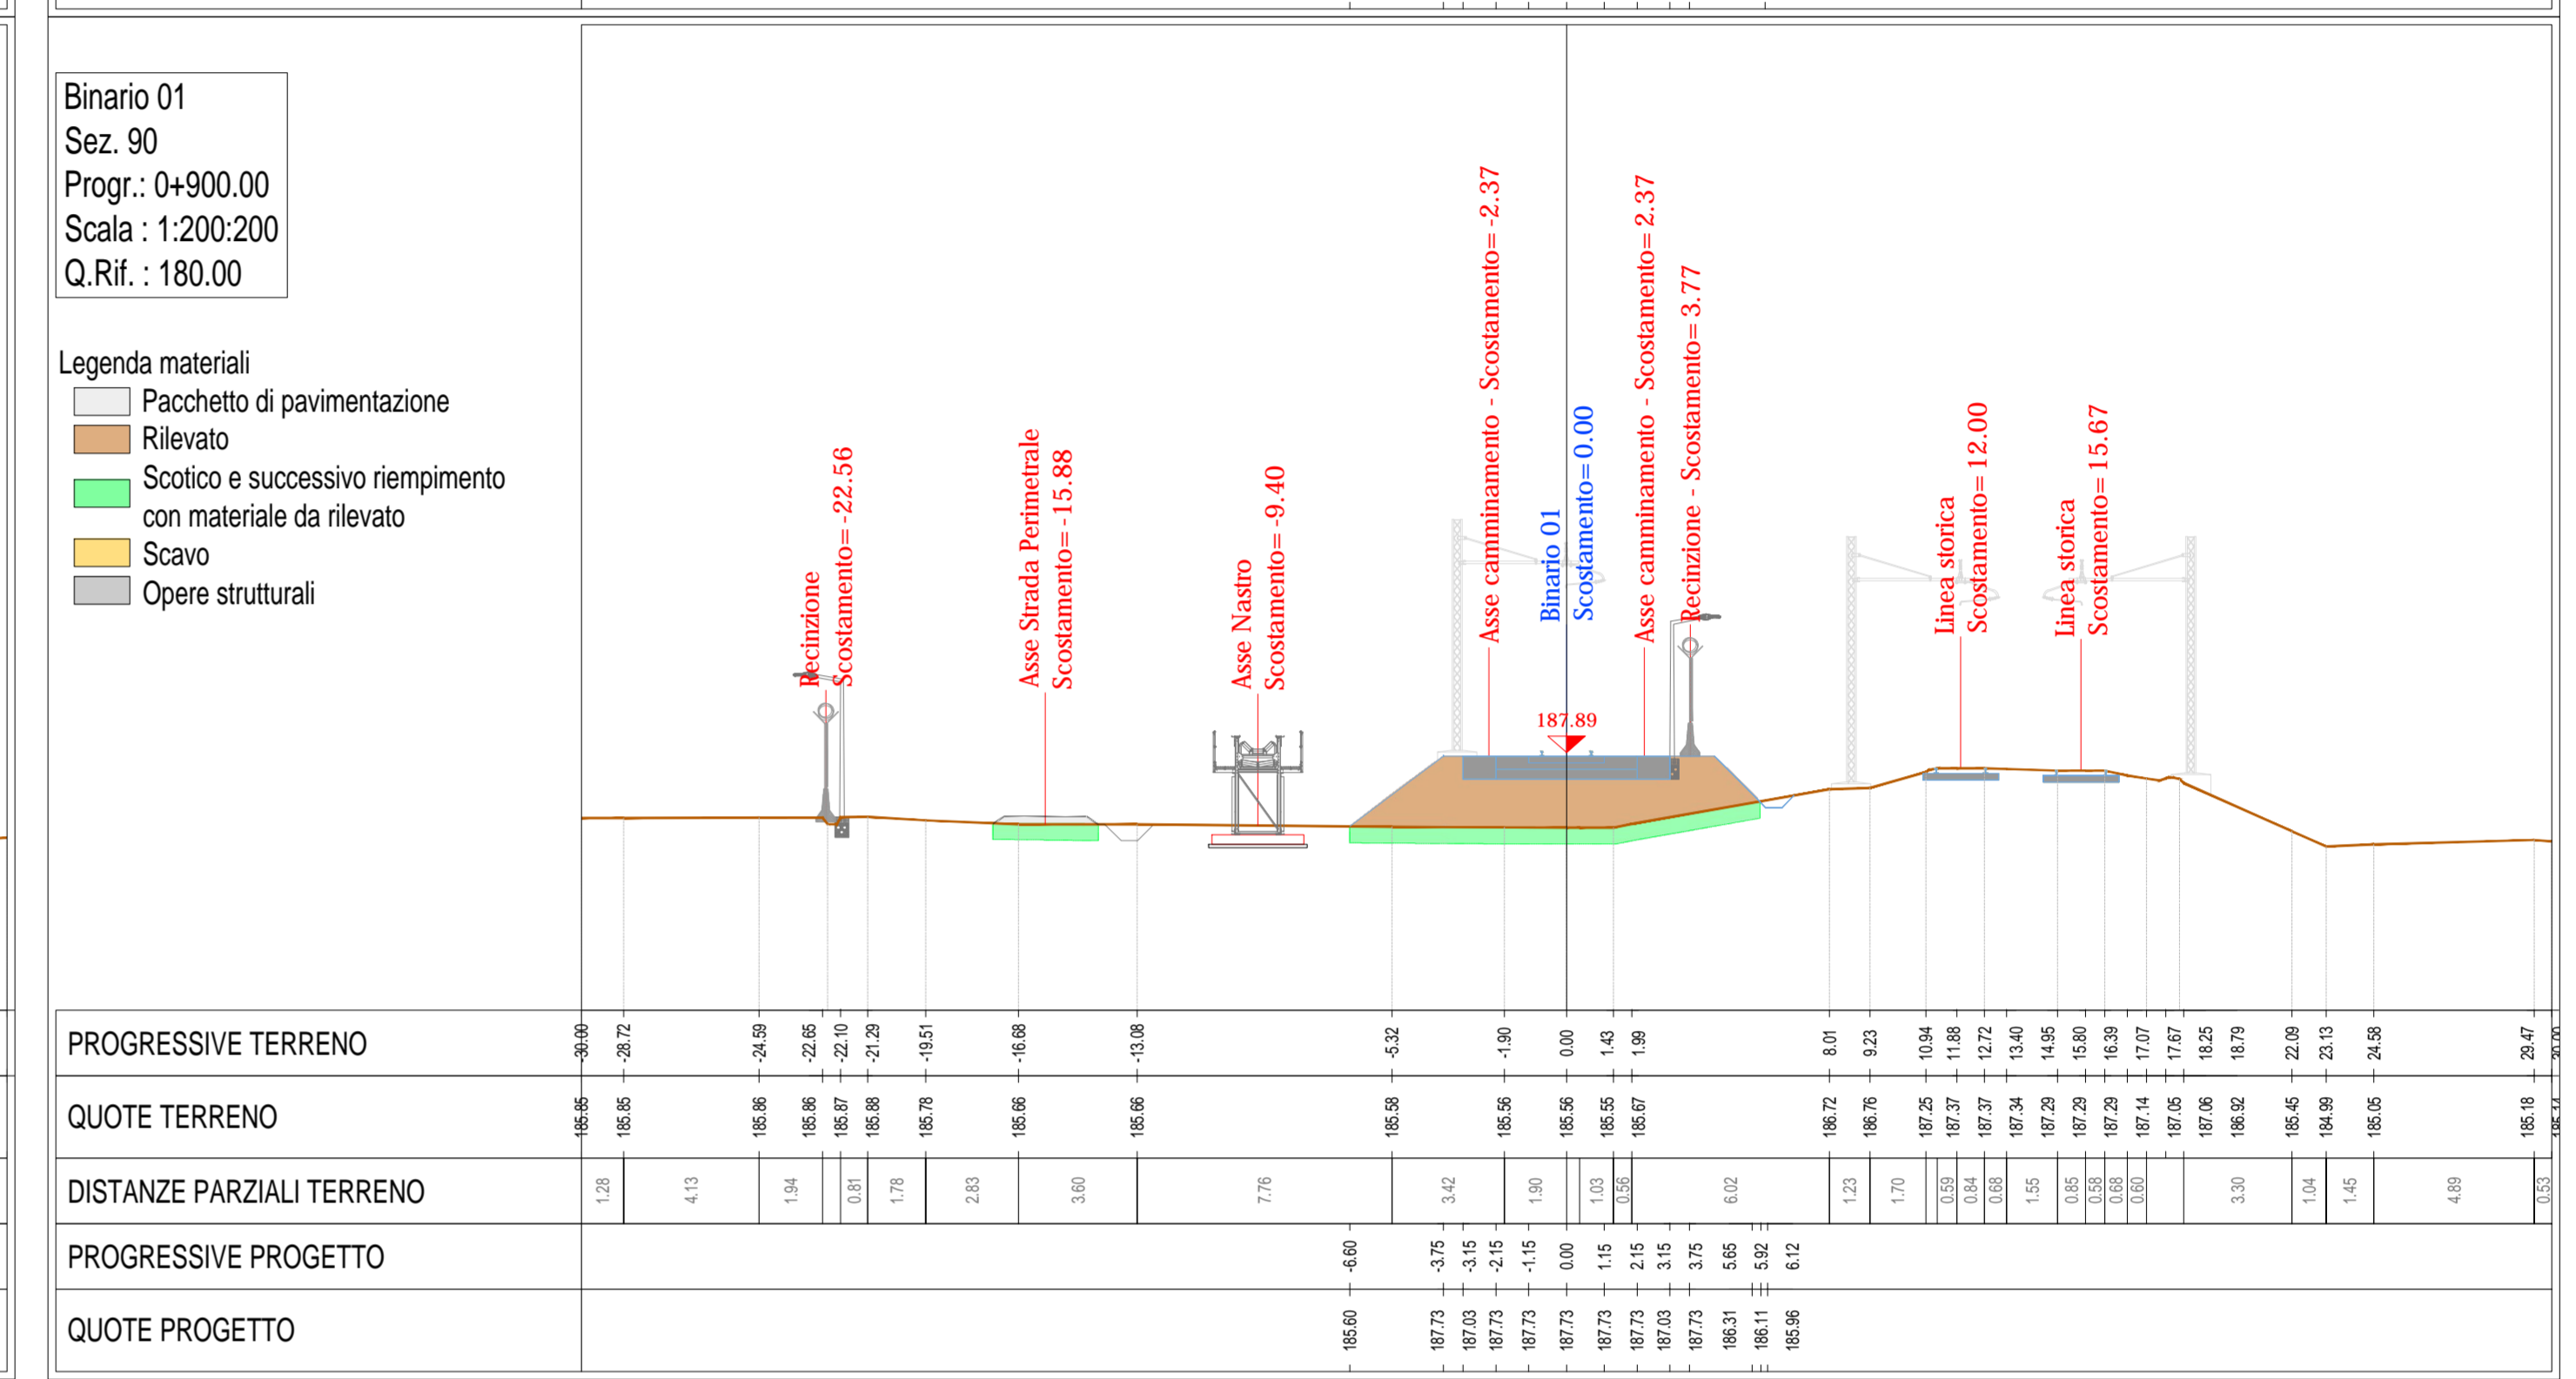 Binario 01
Sez. 90
Progr.: 0+900.00
Scala : 1:200:200
Q.Rif. : 180.00
Legenda materiali
Pacchetto di pavimentazione
Rilevato
Scotico e successivo riempimento
con materiale da rilevato
Scavo
Opere strutturali
Recinzione
Scostamento= -22.56
Asse Strada Perimetrale
Scostamento= -15.88
Asse Nastro
Scostamento= -9.40
Asse camminamento - Scostamento= -2.37
Binario 01
Scostamento= 0.00
Asse camminamento - Scostamento= 2.37
Recinzione - Scostamento= 3.77
Linea storica
Scostamento= 12.00
Linea storica
Scostamento= 15.67
187.89
PROGRESSIVE TERRENO
-30.00 -28.72 -24.59 -22.65 -22.10 -21.29 -19.51 -16.68 -13.08 -5.32 -1.90 0.00 1.43 1.99 8.01 9.23 10.94 11.88 12.72 13.40 14.95 15.80 16.39 17.07 17.67 18.25 18.79 22.09 23.13 24.58 29.47 30.00
QUOTE TERRENO
185.85 185.85 185.86 185.86 185.87 185.88 185.78 185.66 185.66 185.58 185.56 185.56 185.55 185.67 186.72 186.76 187.25 187.37 187.37 187.34 187.29 187.29 187.29 187.14 187.05 187.06 186.92 185.45 184.99 185.05 185.18 185.14
DISTANZE PARZIALI TERRENO
1.28 4.13 1.94 0.81 1.78 2.83 3.60 7.76 3.42 1.90 1.03 0.56 6.02 1.23 1.70 0.59 0.84 0.68 1.55 0.85 0.58 0.68 0.60 3.30 1.04 1.45 4.89 0.53
PROGRESSIVE PROGETTO
-6.60 -3.75 -3.15 -2.15 -1.15 0.00 1.15 2.15 3.15 3.75 5.65 5.92 6.12
QUOTE PROGETTO
185.60 187.73 187.03 187.73 187.73 187.73 187.73 187.73 187.03 187.73 186.31 186.11 185.96